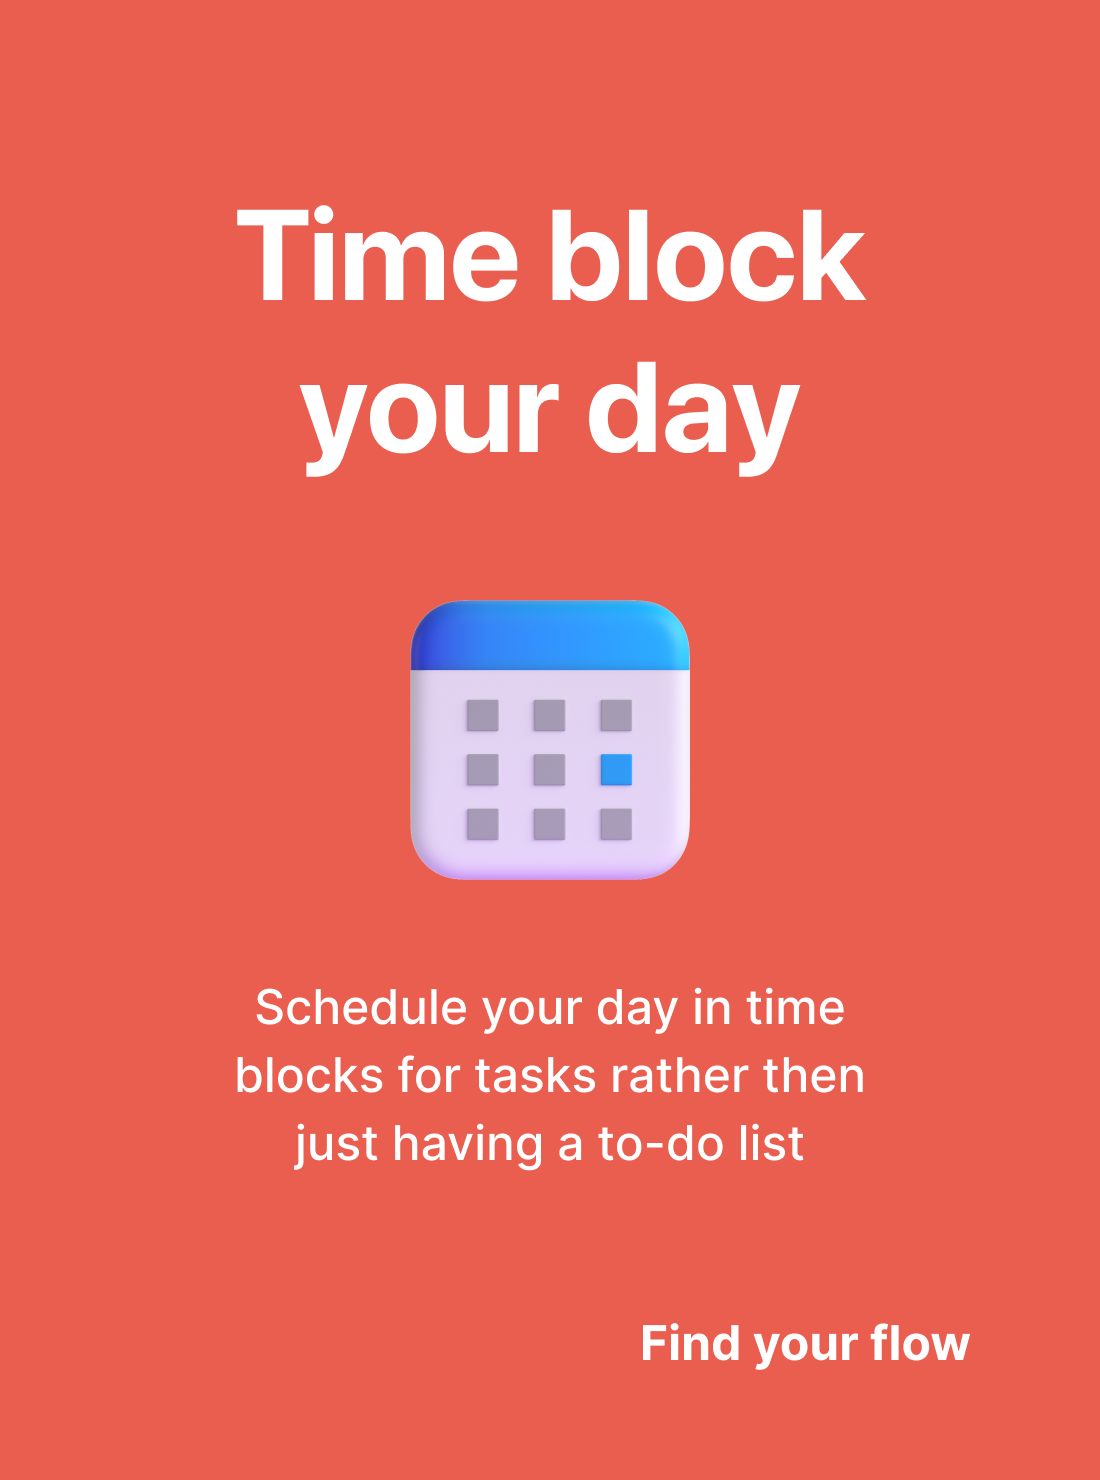 Time block
your day
Schedule your day in time
blocks for tasks rather then
just having a to-do list
Find your flow